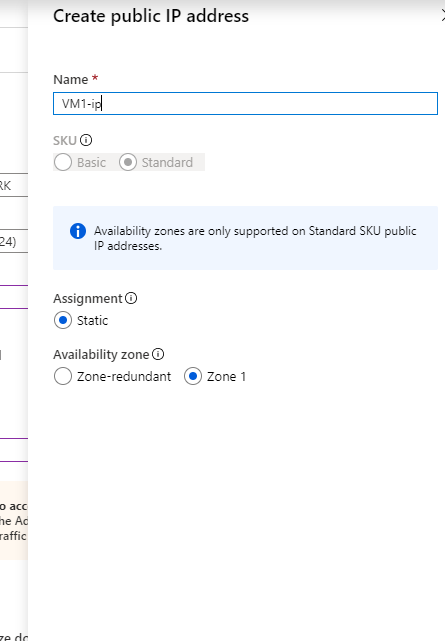 Create public IP address
Name *
VM1-ip
SKU
Basic
Standard
Availability zones are only supported on Standard SKU public
IP addresses.
Assignment
Static
Availability zone
Zone-redundant
Zone 1
RK
24)
o acc
he Ad
raffic
ze do